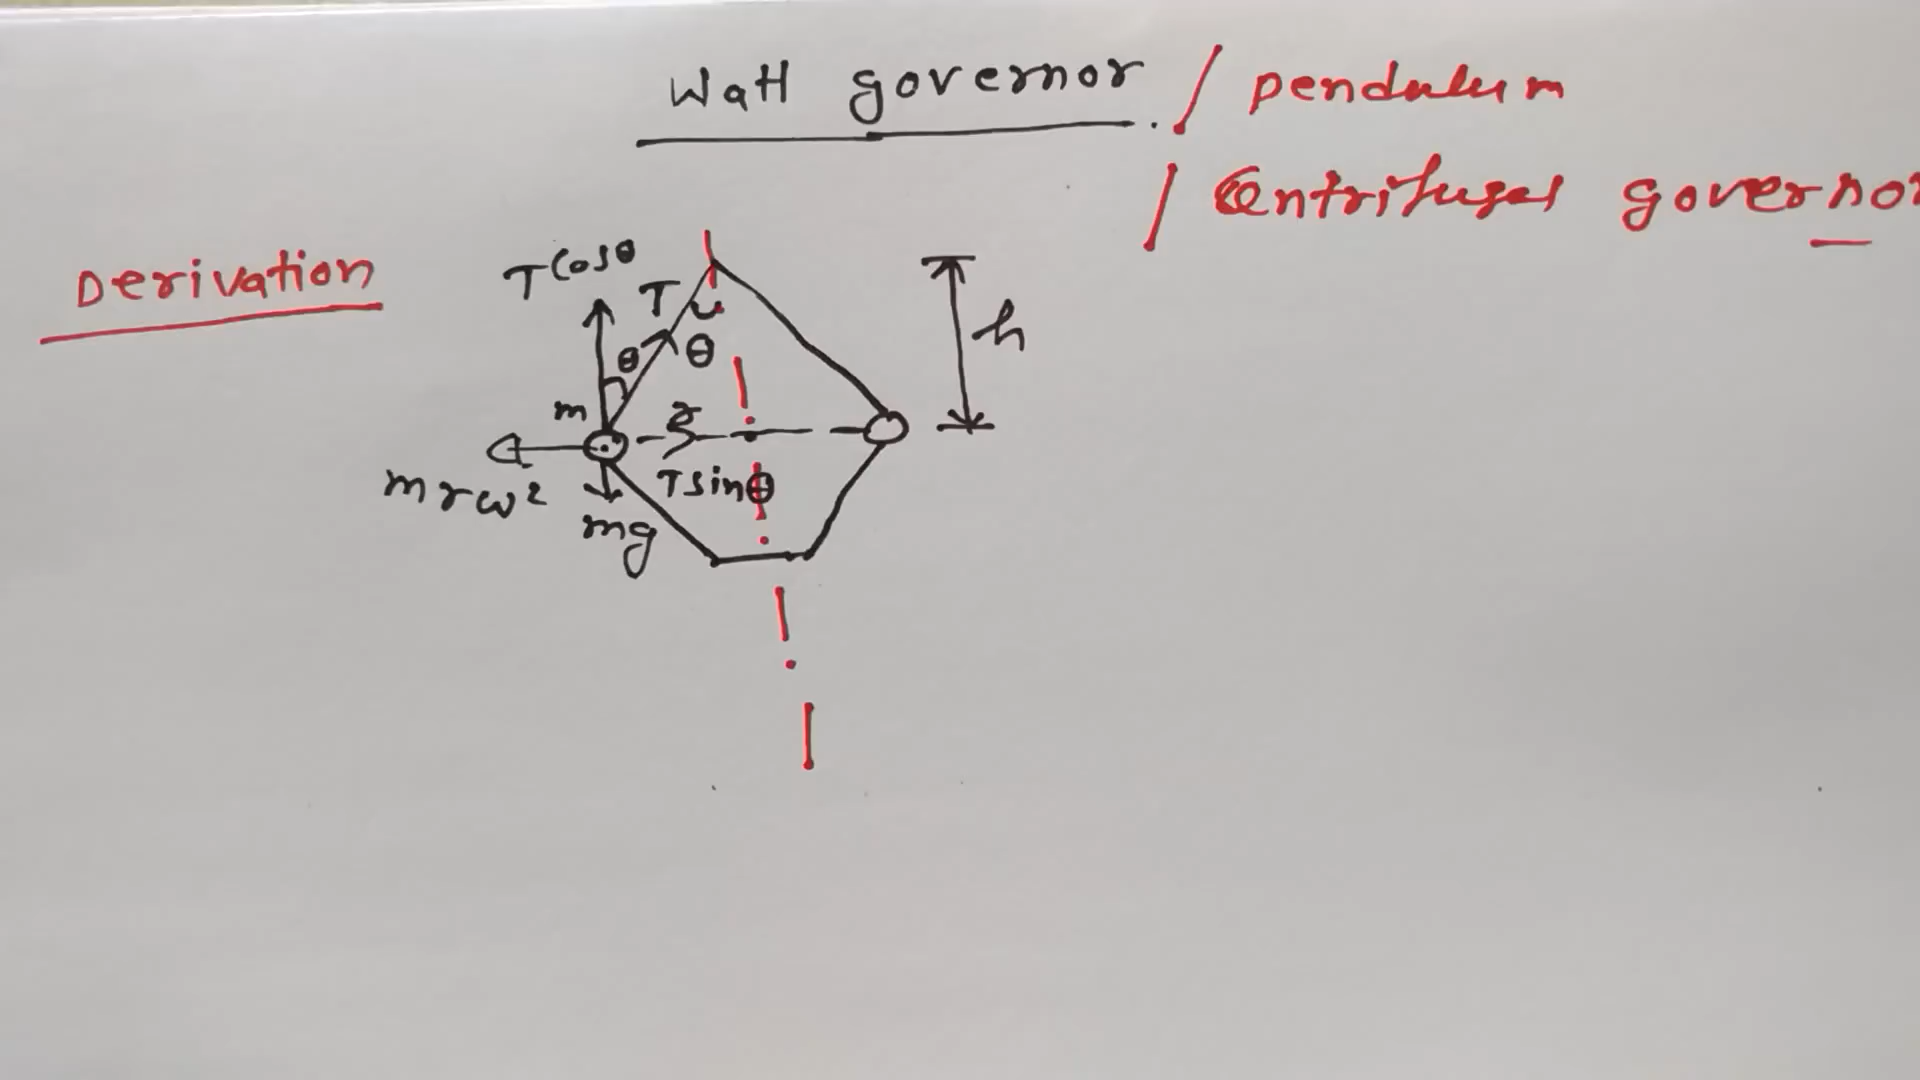 Watt governor. / pendulum
/ Centrifugal governor
Derivation
T Cosθ
T
θ
θ
h
m
r
mrω²
T sinθ
mg